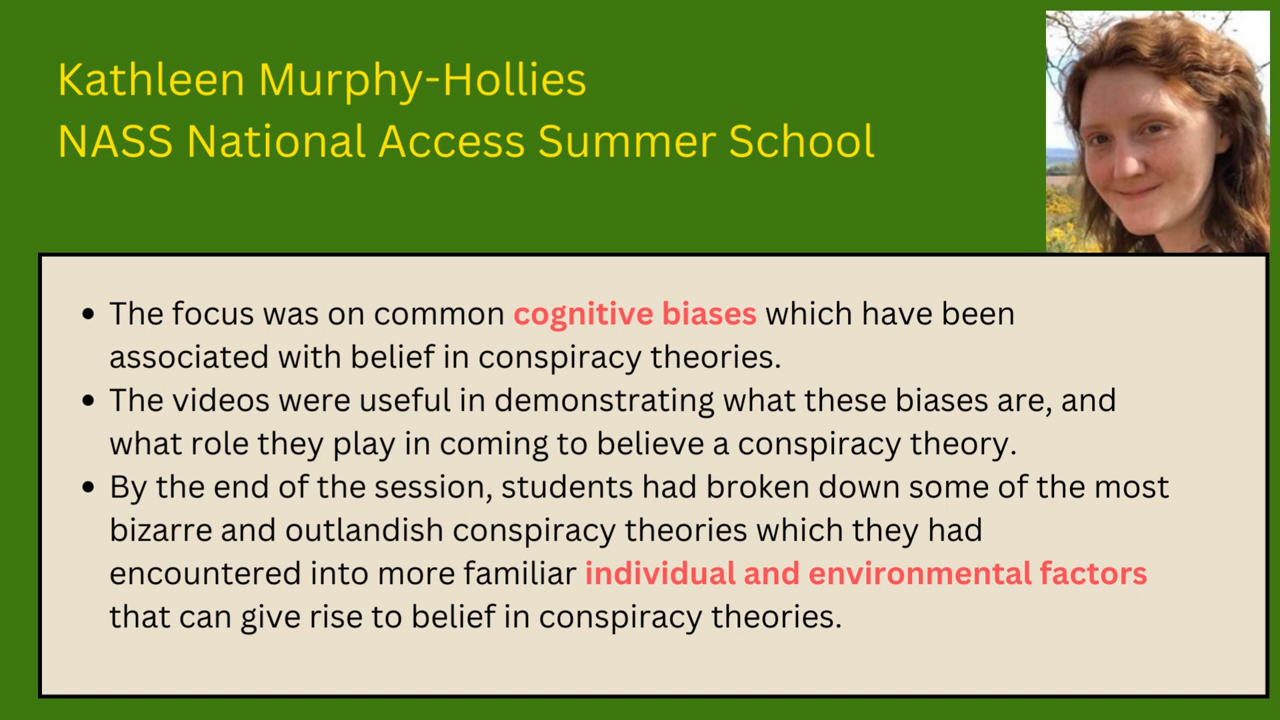 Kathleen Murphy-Hollies
NASS National Access Summer School
• The focus was on common cognitive biases which have been
associated with belief in conspiracy theories.
• The videos were useful in demonstrating what these biases are, and
what role they play in coming to believe a conspiracy theory.
• By the end of the session, students had broken down some of the most
bizarre and outlandish conspiracy theories which they had
encountered into more familiar individual and environmental factors
that can give rise to belief in conspiracy theories.